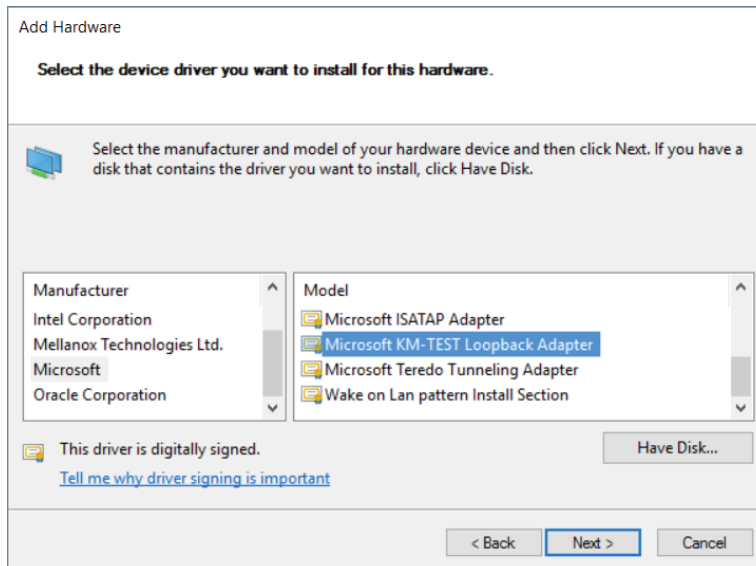 Add Hardware
Select the device driver you want to install for this hardware.
Select the manufacturer and model of your hardware device and then click Next. If you have a
disk that contains the driver you want to install, click Have Disk.
Manufacturer
Intel Corporation
Mellanox Technologies Ltd.
Microsoft
Oracle Corporation
Model
Microsoft ISATAP Adapter
Microsoft KM-TEST Loopback Adapter
Microsoft Teredo Tunneling Adapter
Wake on Lan pattern Install Section
This driver is digitally signed.
Tell me why driver signing is important
Have Disk...
< Back
Next >
Cancel